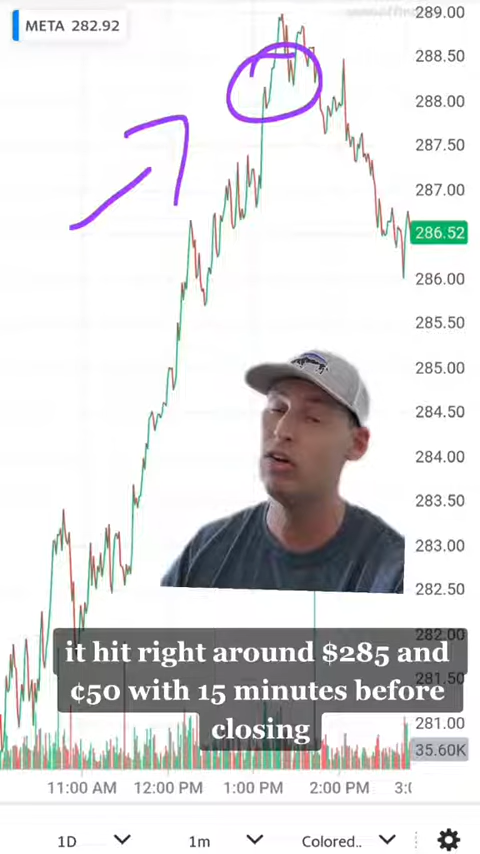 META 282.92
289.00
288.50
288.00
287.50
287.00
286.52
286.00
285.50
285.00
284.50
284.00
283.50
283.00
282.50
282.00
281.50
281.00
35.60K
it hit right around $285 and
¢50 with 15 minutes before
closing
11:00 AM 12:00 PM 1:00 PM 2:00 PM 3:0
1D 1m Colored..